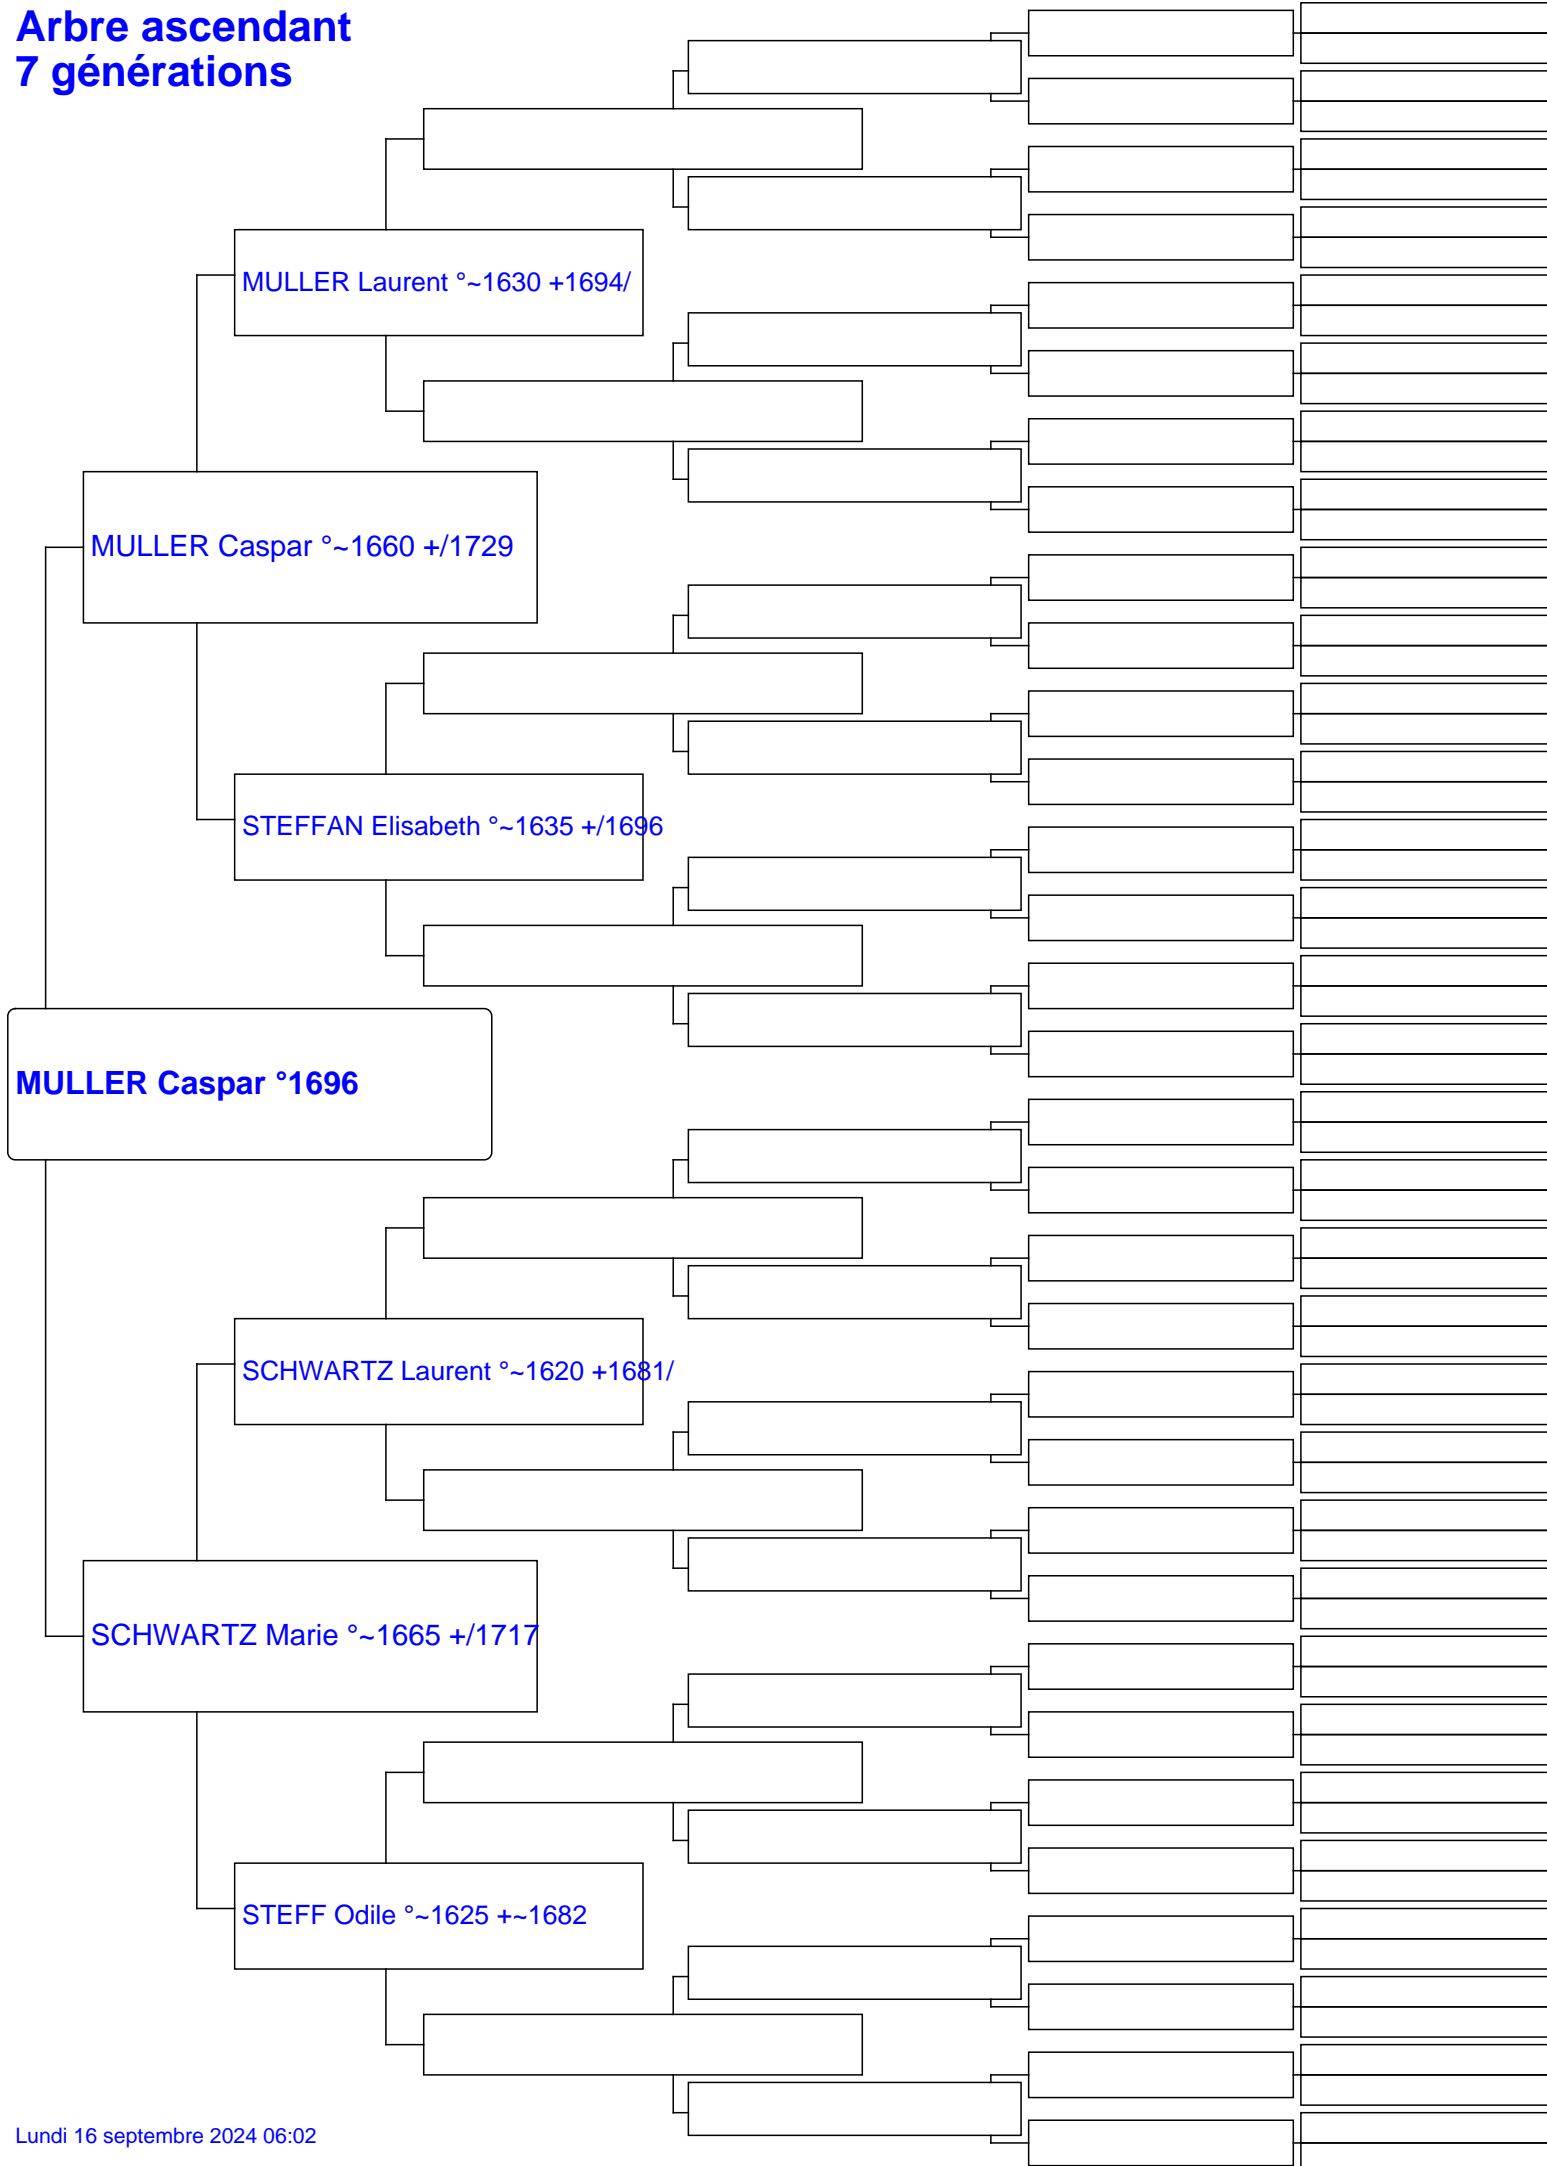 Arbre ascendant
7 générations
MULLER Laurent °~1630 +1694/
MULLER Caspar °~1660 +/1729
STEFFAN Elisabeth °~1635 +/1696
MULLER Caspar °1696
SCHWARTZ Laurent °~1620 +1681/
SCHWARTZ Marie °~1665 +/1717
STEFF Odile °~1625 +~1682
Lundi 16 septembre 2024 06:02